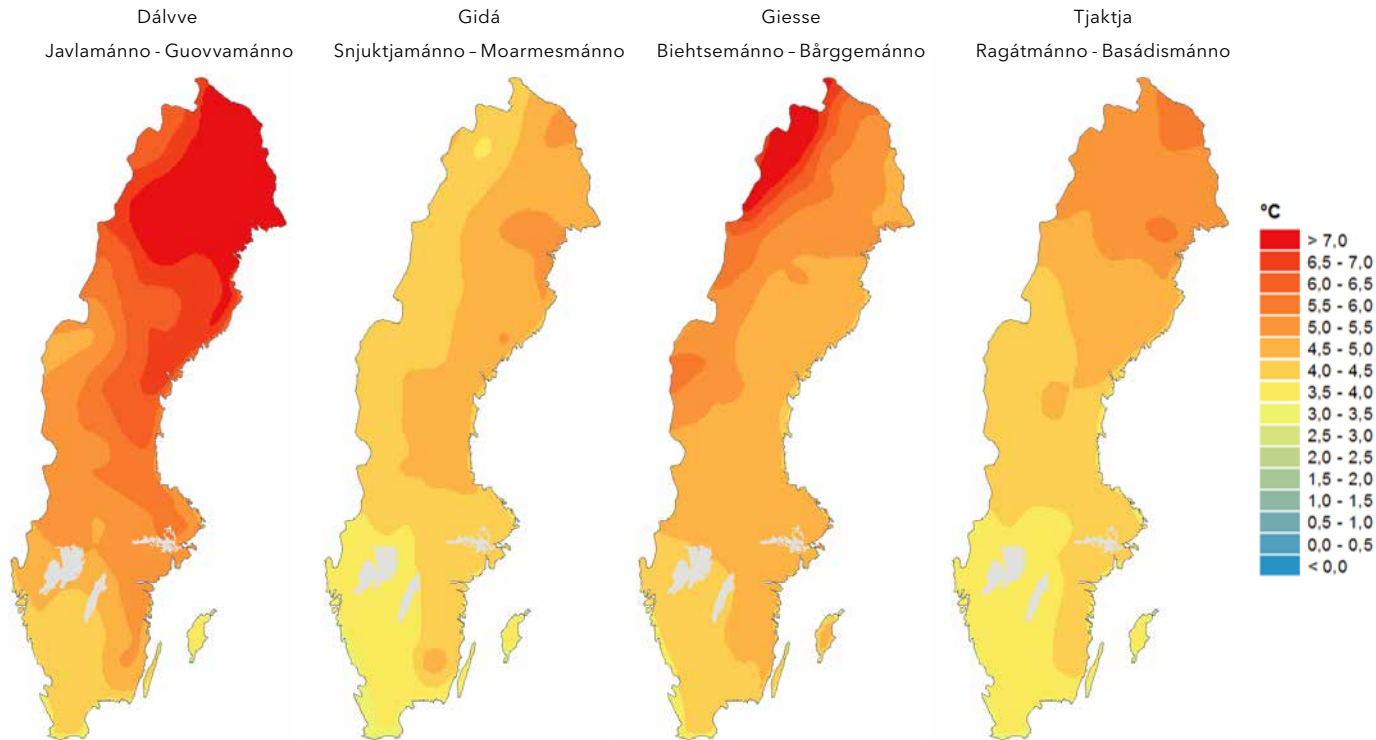 Dálvve
Javlamánno - Guovvamánno
Gidá
Snjuktjamánno – Moarmesmánno
Giesse
Biehtsemánno – Bårggemánno
Tjaktja
Ragátmánno - Basádismánno
°C
> 7,0
6,5 - 7,0
6,0 - 6,5
5,5 - 6,0
5,0 - 5,5
4,5 - 5,0
4,0 - 4,5
3,5 - 4,0
3,0 - 3,5
2,5 - 3,0
2,0 - 2,5
1,5 - 2,0
1,0 - 1,5
0,5 - 1,0
0,0 - 0,5
< 0,0